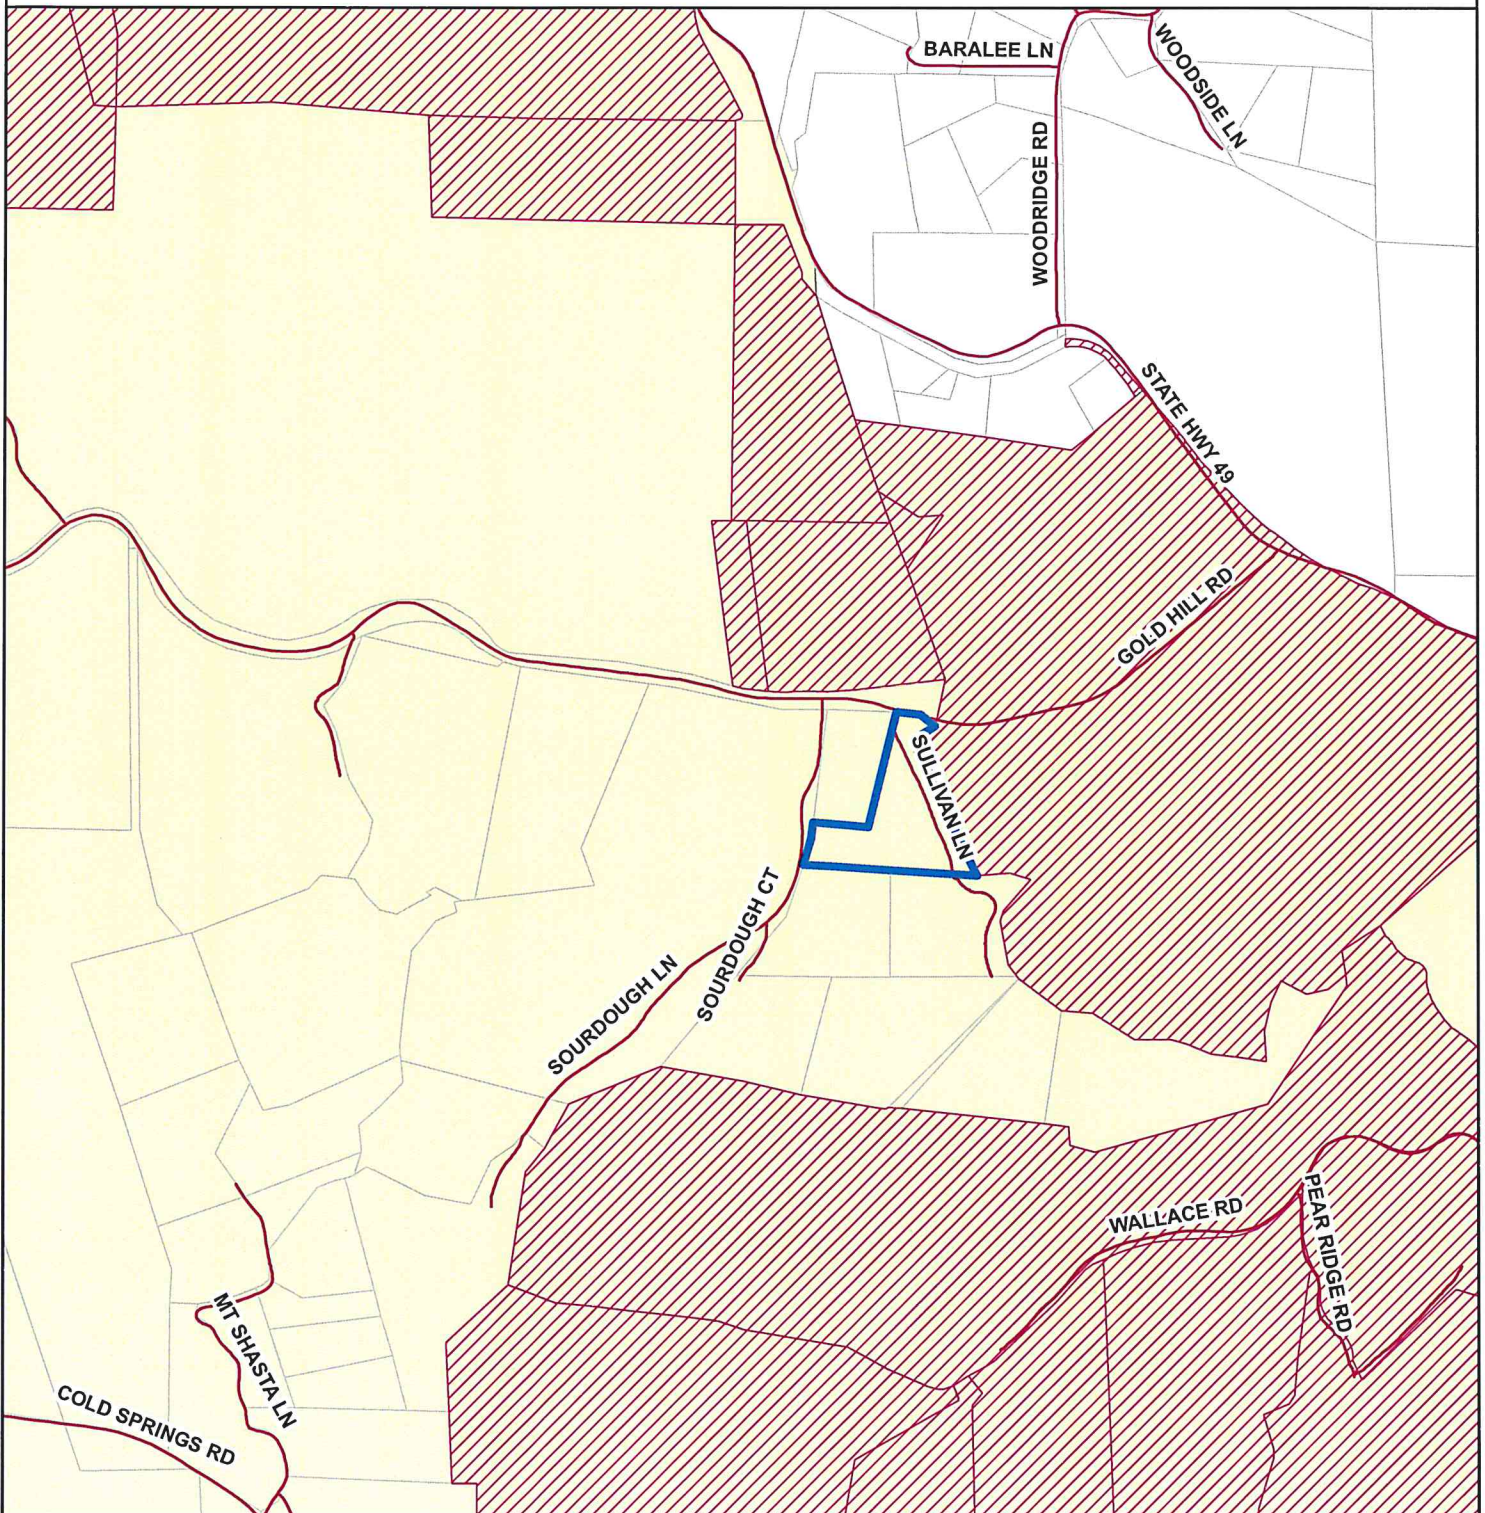 BARALEE LN
WOODSIDE LN
WOODRIDGE RD
STATE HWY 49
GOLD HILL RD
SULLIVAN LN
SOURDOUGH CT
SOURDOUGH LN
WALLACE RD
PEAR RIDGE RD
MT SHASTA LN
COLD SPRINGS RD